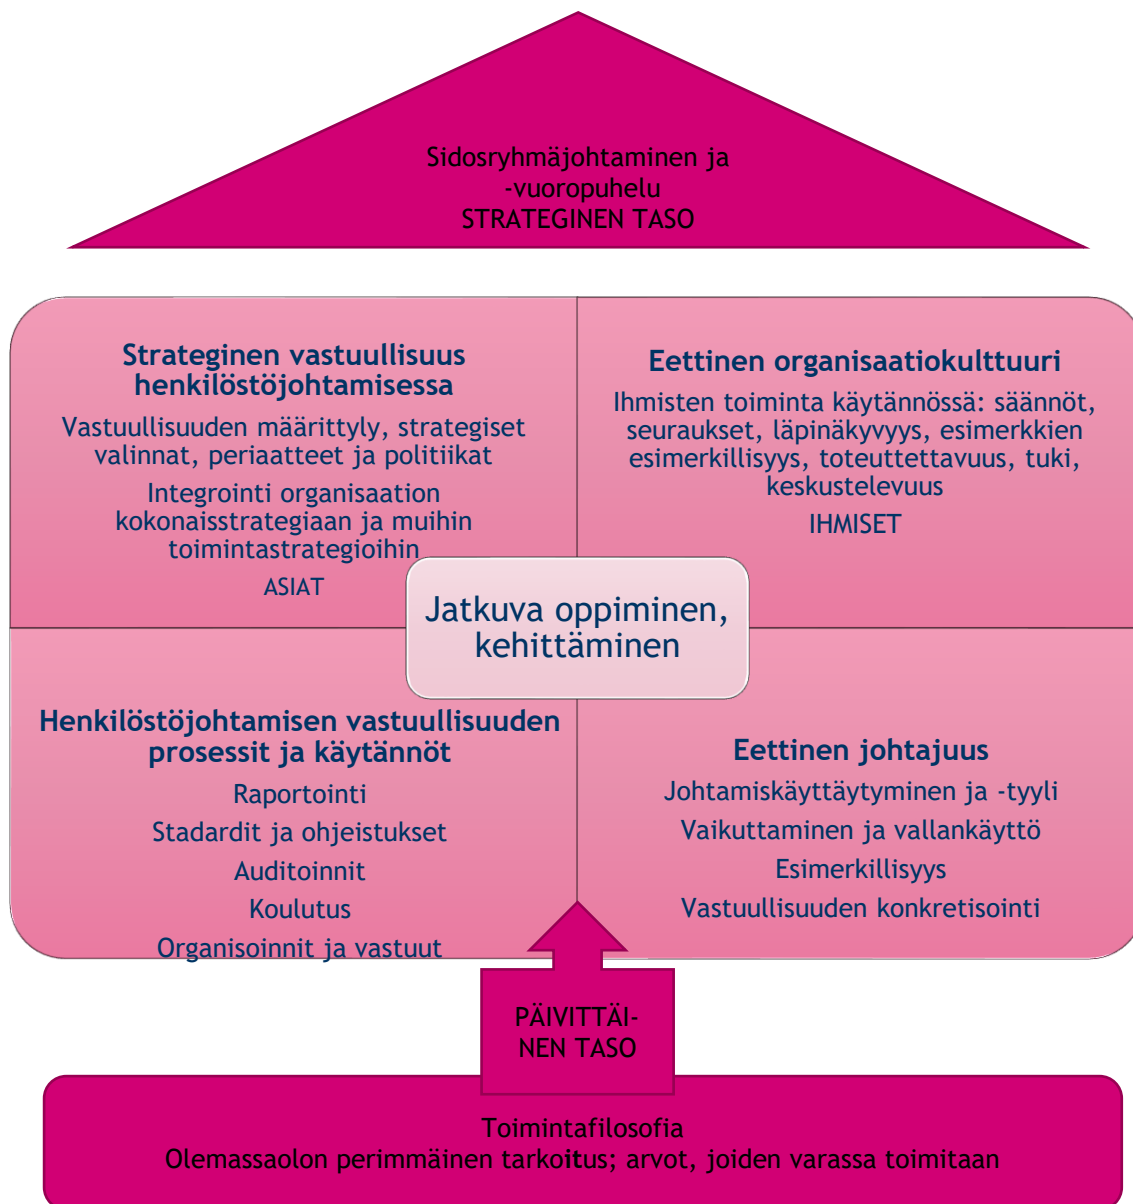 Sidosryhmäjohtaminen ja
-vuoropuhelu
STRATEGINEN TASO
Strateginen vastuullisuus
henkilöstöjohtamisessa
Vastuullisuuden määrittyly, strategiset
valinnat, periaatteet ja politiikat
Integrointi organisaation
kokonaisstrategiaan ja muihin
toimintastrategioihin
ASIAT
Eettinen organisaatiokulttuuri
Ihmisten toiminta käytännössä: säännöt,
seuraukset, läpinäkyvyys, esimerkkien
esimerkillisyys, toteuttettavuus, tuki,
keskustelevuus
IHMISET
Jatkuva oppiminen,
kehittäminen
Henkilöstöjohtamisen vastuullisuuden
prosessit ja käytännöt
Raportointi
Stadardit ja ohjeistukset
Auditoinnit
Koulutus
Organisoinnit ja vastuut
Eettinen johtajuus
Johtamiskäyttäytyminen ja -tyyli
Vaikuttaminen ja vallankäyttö
Esimerkillisyys
Vastuullisuuden konkretisointi
PÄIVITTÄI-
NEN TASO
Toimintafilosofia
Olemassaolon perimmäinen tarkoitus; arvot, joiden varassa toimitaan